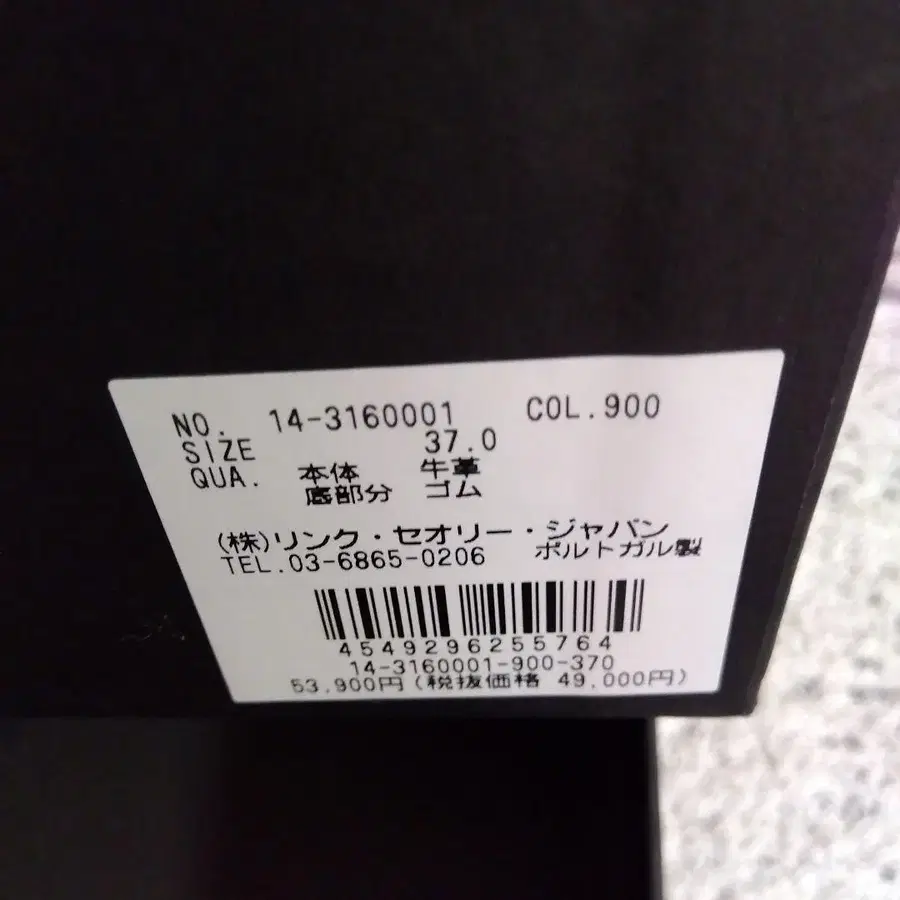 NO. 14-3160001 COL.900
SIZE 37.0
QUA. 本体 牛革
底部分 ゴム
(株)リンク・セオリー・ジャパン
TEL.03-6865-0206 ポルトガル製
4549296255764
14-3160001-900-370
53,900円(税抜価格 49,000円)